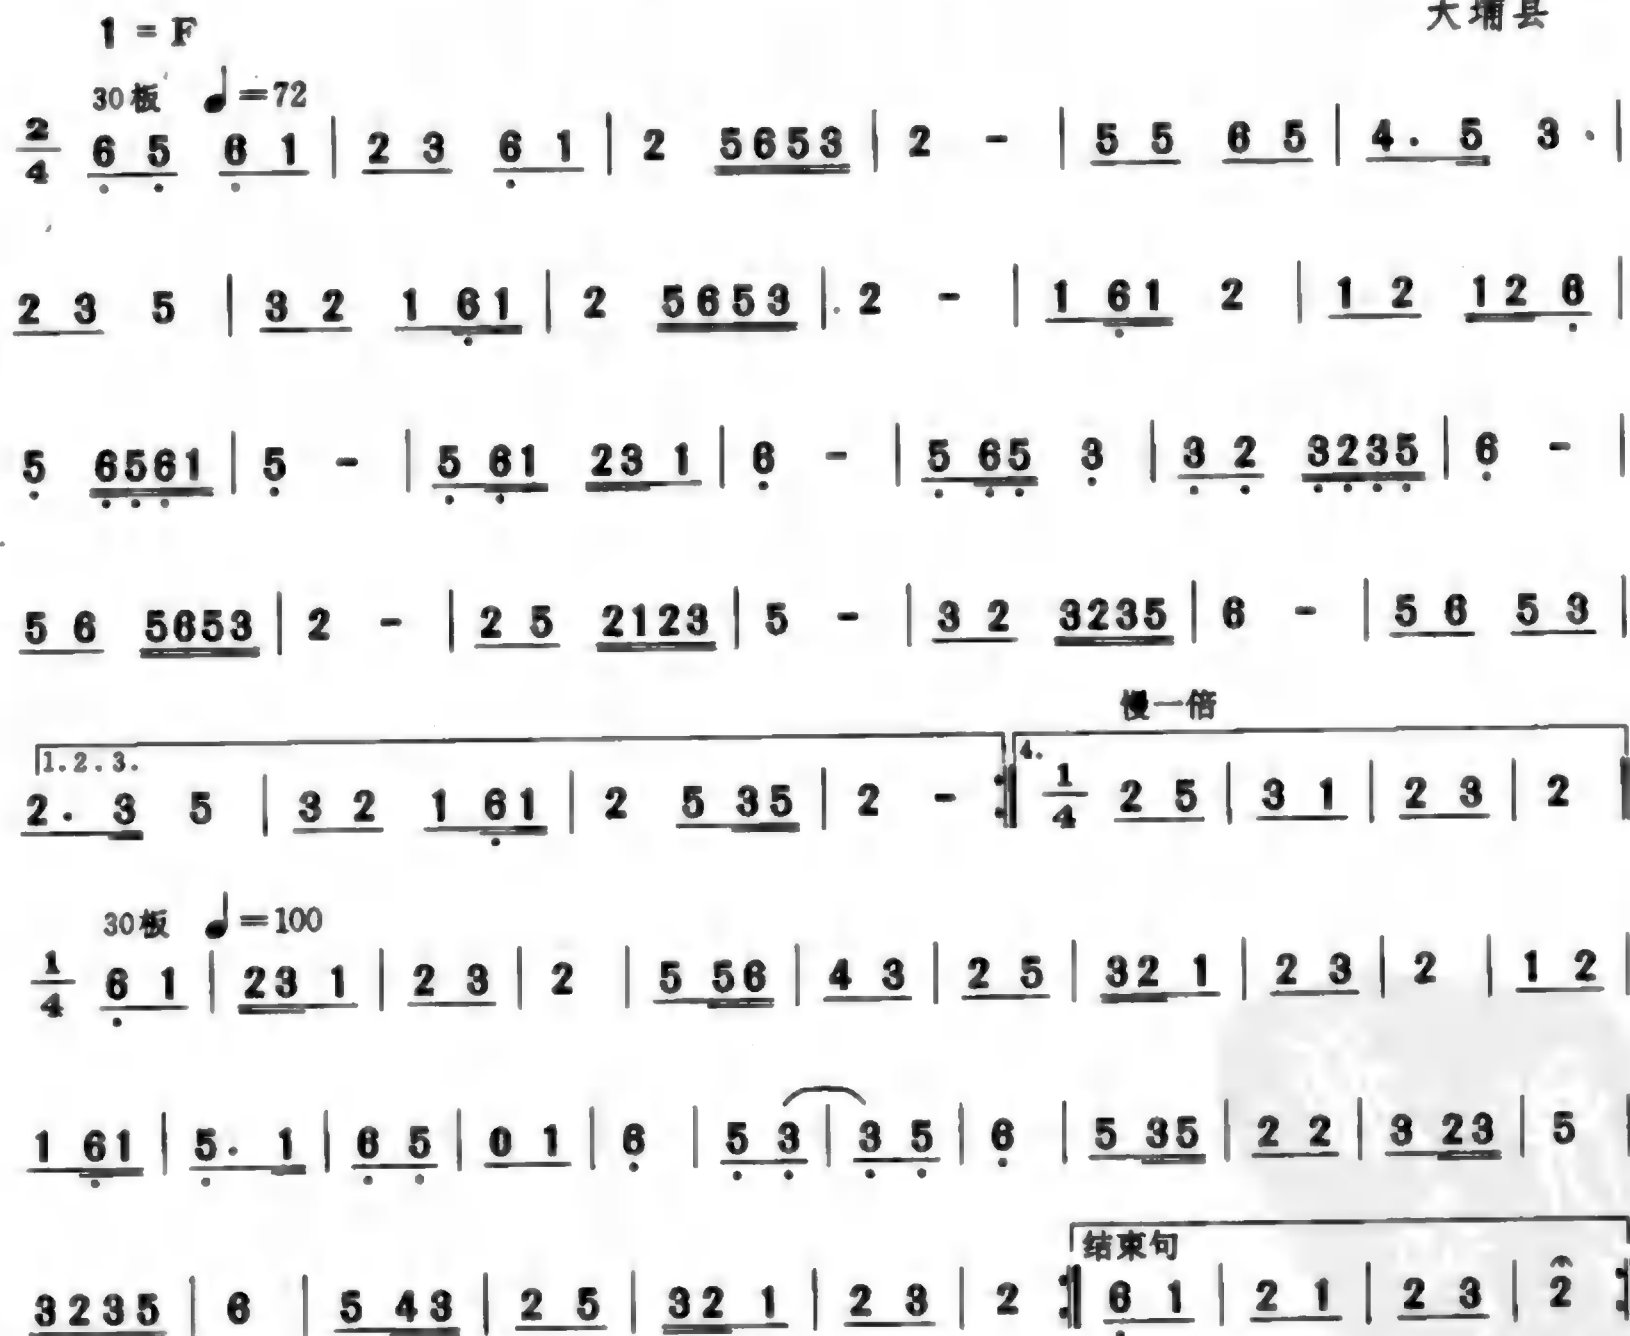 大埔县
1 = F
30板 ♩=72
2/4 6 5 6 1 | 2 3 6 1 | 2 5653 | 2 - | 5 5 6 5 | 4. 5 3 · |
2 3 5 | 3 2 1 61 | 2 5653 | 2 - | 1 61 2 | 1 2 12 6 |
5 6561 | 5 - | 5 61 23 1 | 6 - | 5 65 3 | 3 2 3235 | 6 - |
5 6 5653 | 2 - | 2 5 2123 | 5 - | 3 2 3235 | 6 - | 5 6 5 3 |
慢一倍
1.2.3. 4.
2. 3 5 | 3 2 1 61 | 2 5 35 | 2 - :‖ 1/4 2 5 | 3 1 | 2 3 | 2 ‖
30板 ♩=100
1/4 6 1 | 23 1 | 2 3 | 2 | 5 56 | 4 3 | 2 5 | 32 1 | 2 3 | 2 | 1 2 |
1 61 | 5. 1 | 6 5 | 0 1 | 6 | 5 3 | 3 5 | 6 | 5 35 | 2 2 | 3 23 | 5 |
结束句
3235 | 6 | 5 43 | 2 5 | 32 1 | 2 3 | 2 :‖ 6 1 | 2 1 | 2 3 | 2 :‖